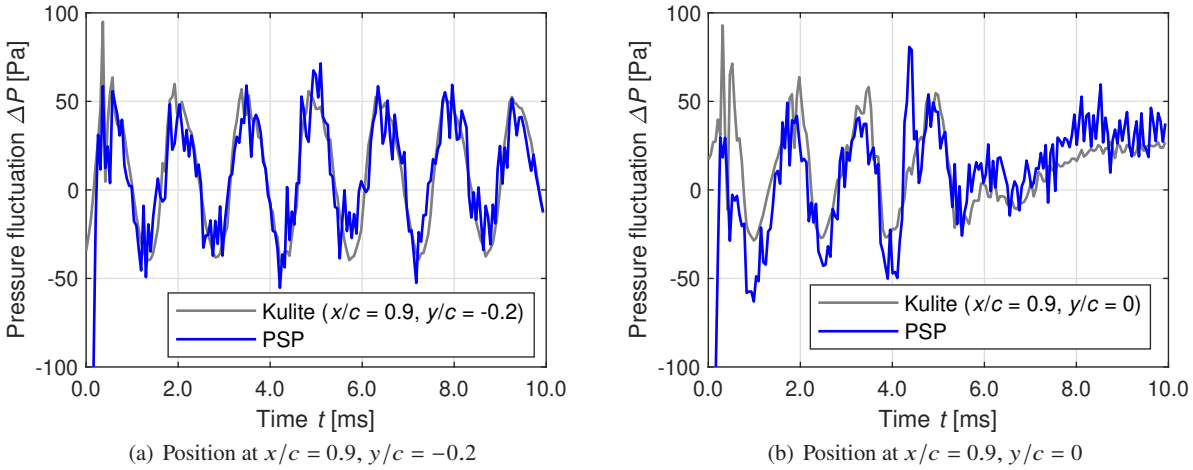 100
50
0
-50
-100
Pressure fluctuation ΔP [Pa]
Kulite (x/c = 0.9, y/c = -0.2)
PSP
0.0 2.0 4.0 6.0 8.0 10.0
Time t [ms]
(a) Position at x/c = 0.9, y/c = −0.2
100
50
0
-50
-100
Pressure fluctuation ΔP [Pa]
Kulite (x/c = 0.9, y/c = 0)
PSP
0.0 2.0 4.0 6.0 8.0 10.0
Time t [ms]
(b) Position at x/c = 0.9, y/c = 0